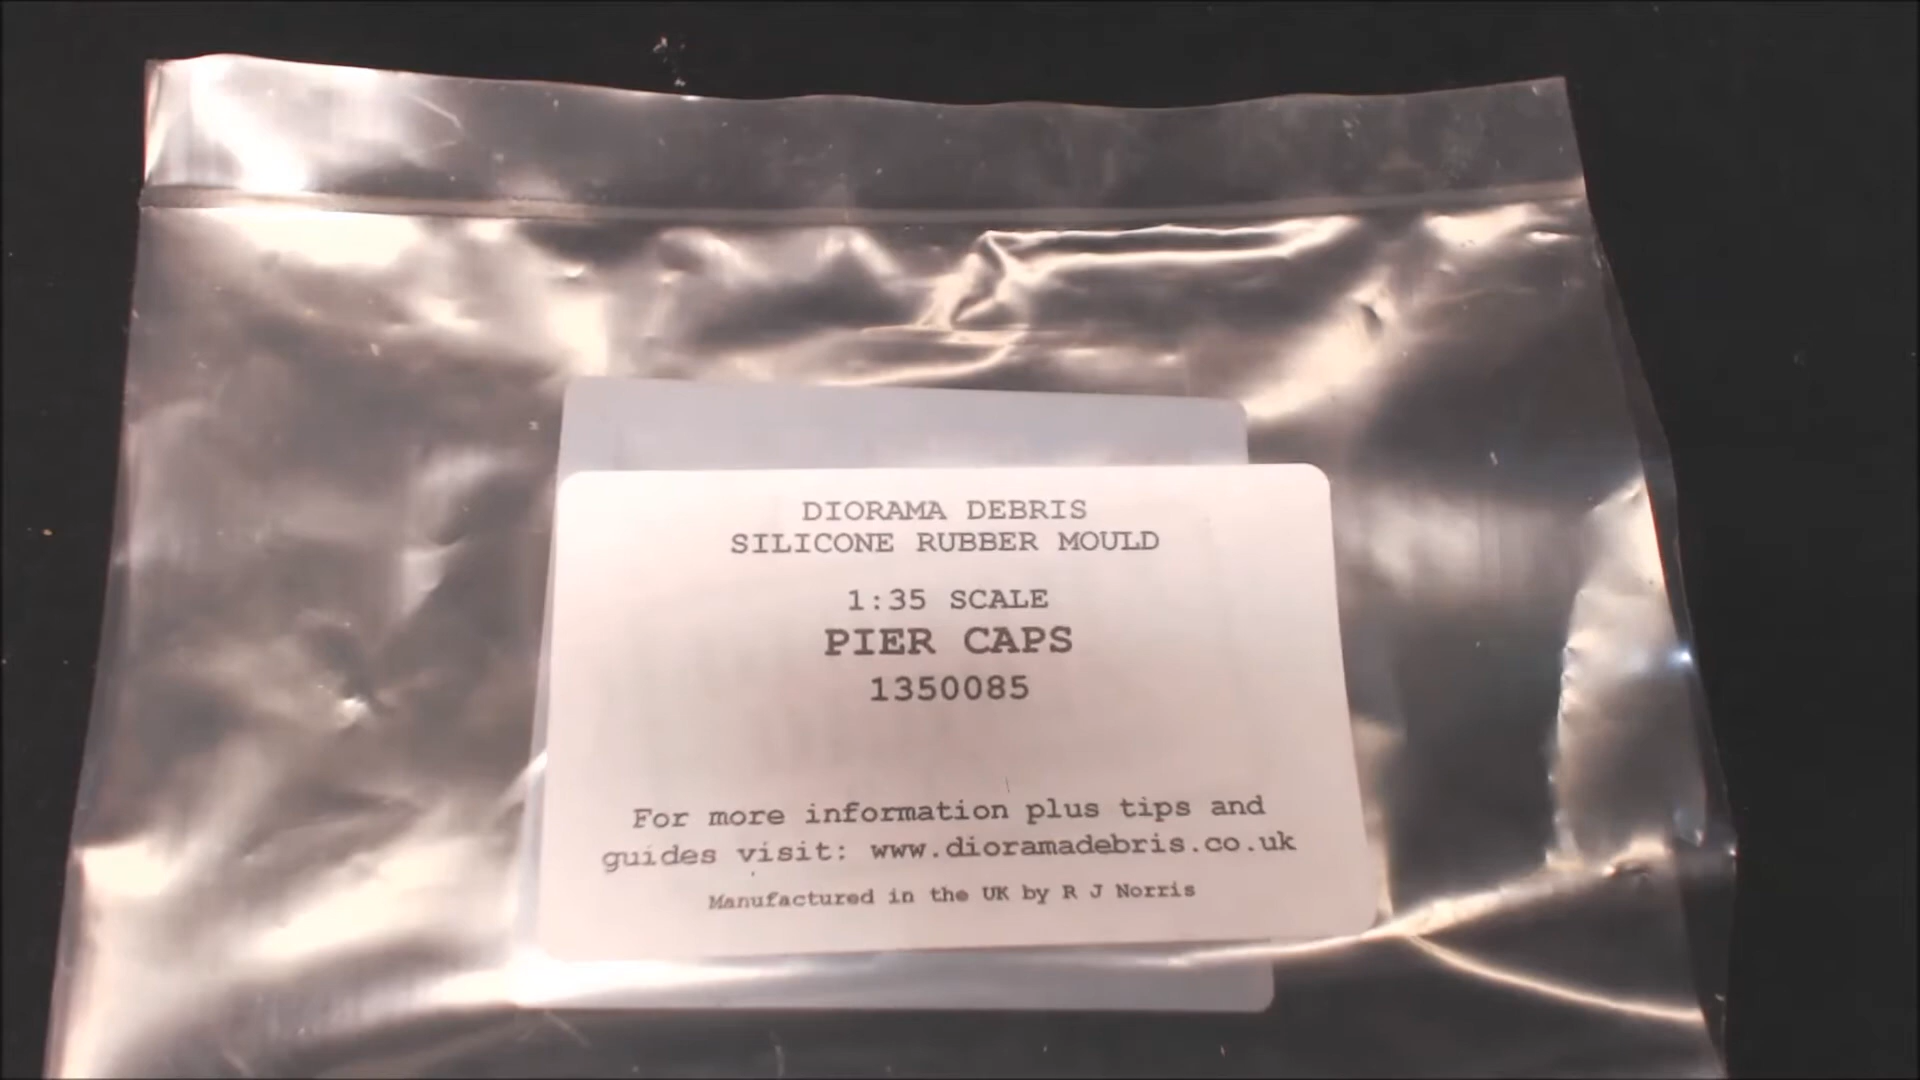 DIORAMA DEBRIS
SILICONE RUBBER MOULD
1:35 SCALE
PIER CAPS
1350085
For more information plus tips and
guides visit: www.dioramadebris.co.uk
Manufactured in the UK by R J Norris